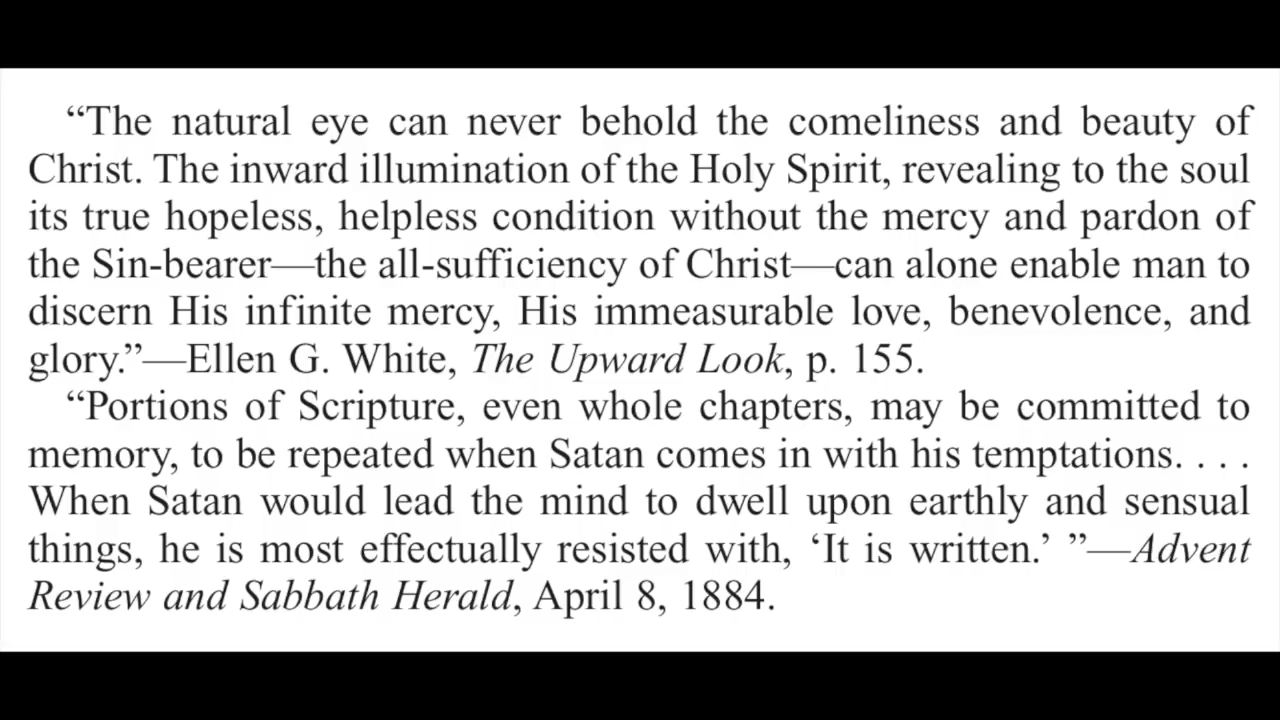 “The natural eye can never behold the comeliness and beauty of
Christ. The inward illumination of the Holy Spirit, revealing to the soul
its true hopeless, helpless condition without the mercy and pardon of
the Sin-bearer—the all-sufficiency of Christ—can alone enable man to
discern His infinite mercy, His immeasurable love, benevolence, and
glory.”—Ellen G. White, The Upward Look, p. 155.
“Portions of Scripture, even whole chapters, may be committed to
memory, to be repeated when Satan comes in with his temptations. . . .
When Satan would lead the mind to dwell upon earthly and sensual
things, he is most effectually resisted with, ‘It is written.’ ”—Advent
Review and Sabbath Herald, April 8, 1884.